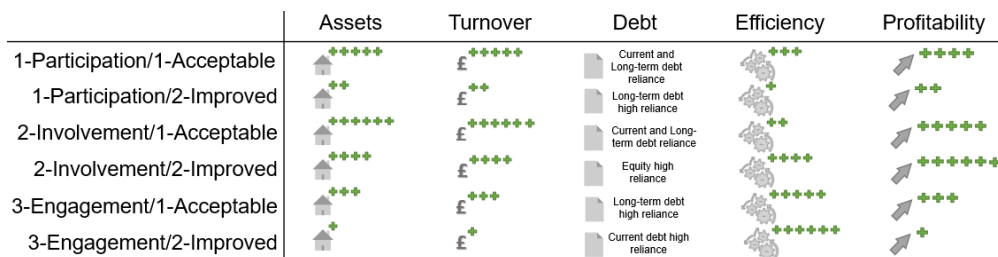 Assets Turnover Debt Efficiency Profitability
1-Participation/1-Acceptable £ Current and
Long-term debt
reliance
1-Participation/2-Improved £ Long-term debt
high reliance
2-Involvement/1-Acceptable £ Current and Long-
term debt reliance
2-Involvement/2-Improved £ Equity high
reliance
3-Engagement/1-Acceptable £ Long-term debt
high reliance
3-Engagement/2-Improved £ Current debt high
reliance